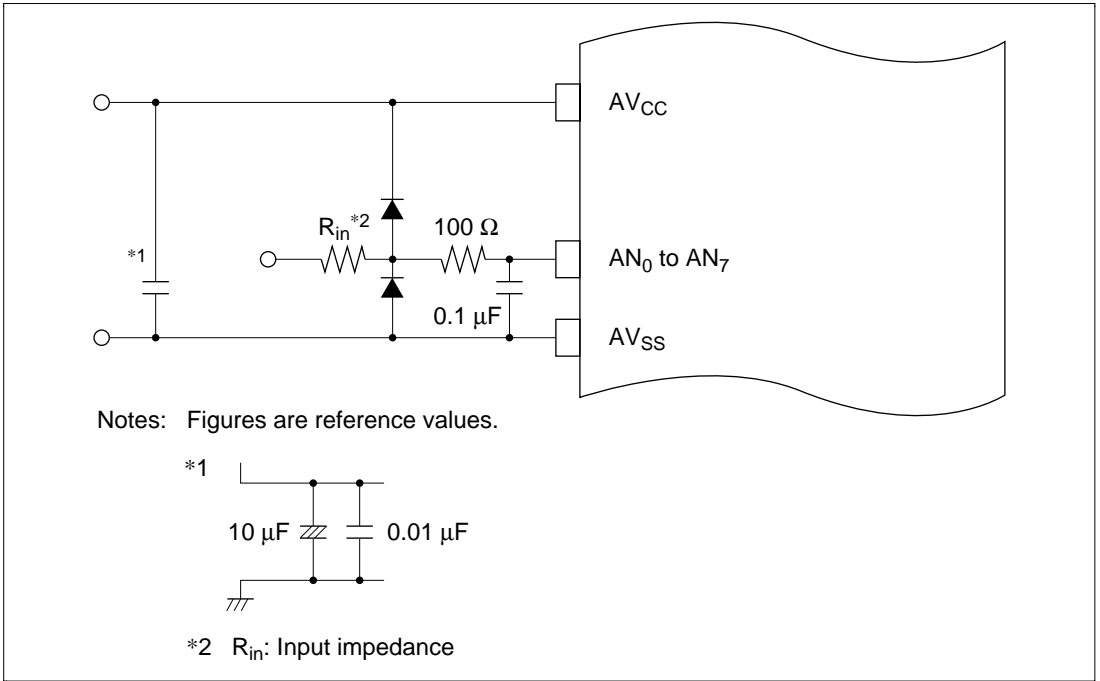 AVCC
Rin*2
100 Ω
*1
AN0 to AN7
0.1 μF
AVSS
Notes: Figures are reference values.
*1
10 μF
0.01 μF
*2 Rin: Input impedance